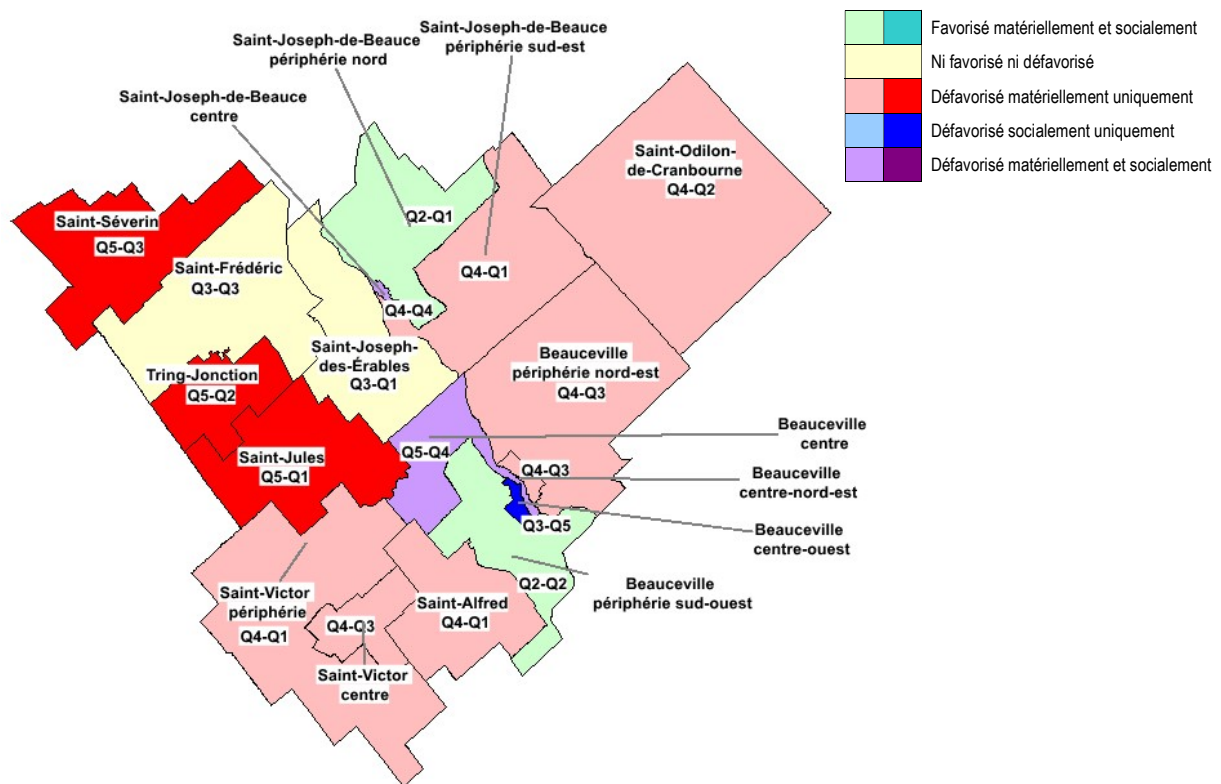 Saint-Joseph-de-Beauce
périphérie nord
Saint-Joseph-de-Beauce
périphérie sud-est
Saint-Joseph-de-Beauce
centre
Favorisé matériellement et socialement
Ni favorisé ni défavorisé
Défavorisé matériellement uniquement
Défavorisé socialement uniquement
Défavorisé matériellement et socialement
Saint-Odilon-
de-Cranbourne
Q4-Q2
Saint-Séverin
Q5-Q3
Q2-Q1
Saint-Frédéric
Q3-Q3
Q4-Q1
Q4-Q4
Saint-Joseph-
des-Érables
Q3-Q1
Beauceville
périphérie nord-est
Q4-Q3
Tring-Jonction
Q5-Q2
Beauceville
centre
Q5-Q4
Saint-Jules
Q5-Q1
Q4-Q3
Beauceville
centre-nord-est
Q3-Q5
Beauceville
centre-ouest
Saint-Victor
périphérie
Q4-Q1
Q2-Q2
Beauceville
périphérie sud-ouest
Saint-Alfred
Q4-Q1
Q4-Q3
Saint-Victor
centre